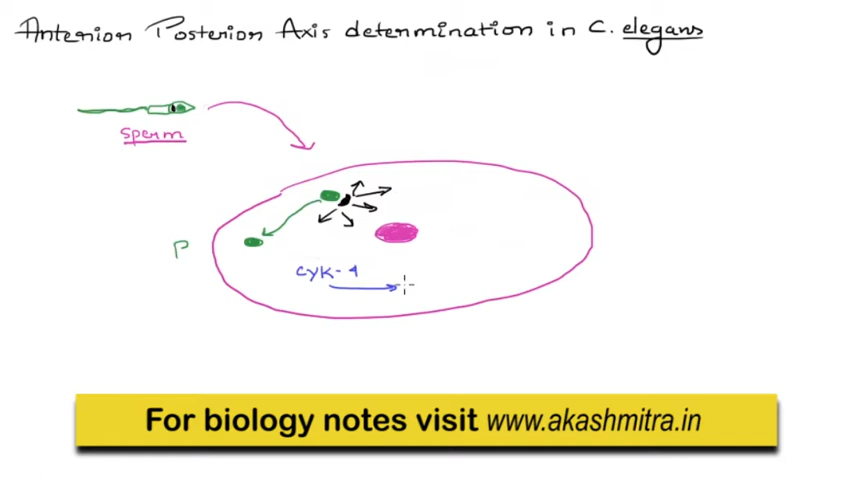 Anterior Posterior Axis determination in C. elegans
Sperm
P
CYK-4
For biology notes visit www.akashmitra.in